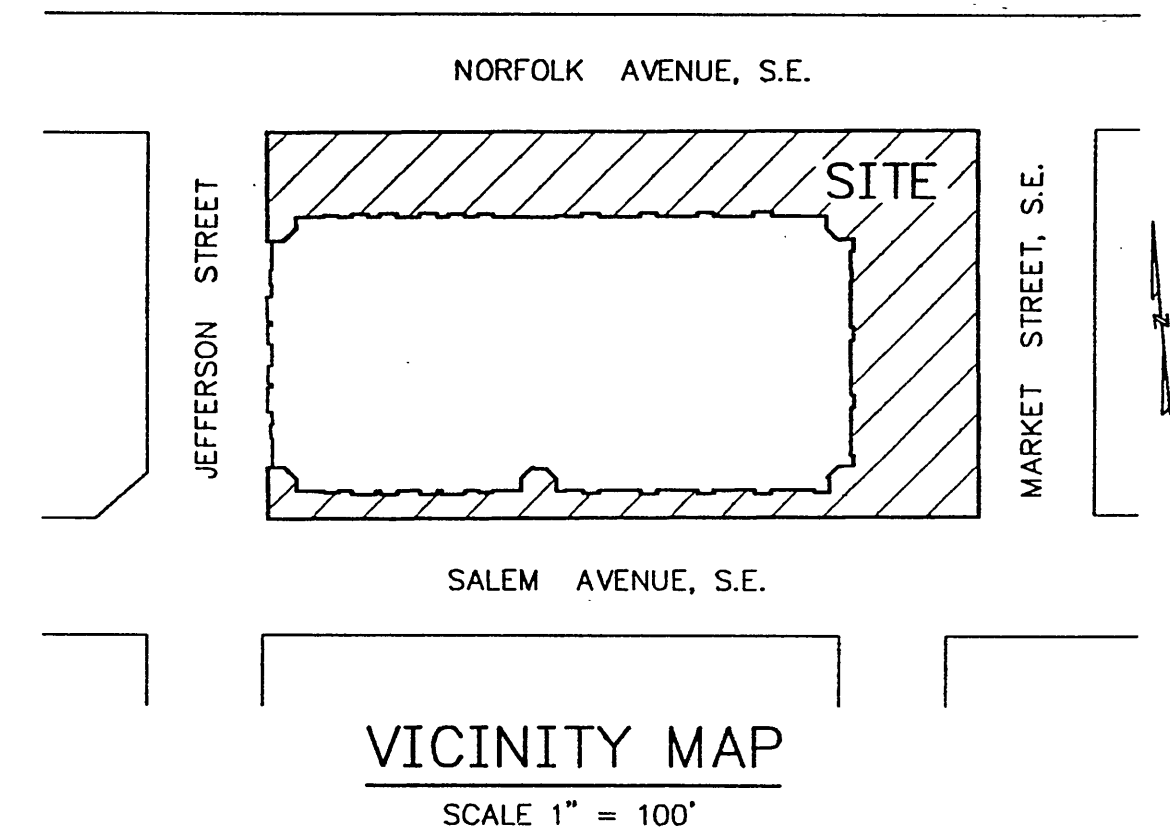 NORFOLK AVENUE, S.E.
SITE
JEFFERSON STREET
MARKET STREET, S.E.
N
SALEM AVENUE, S.E.
VICINITY MAP
SCALE 1" = 100'